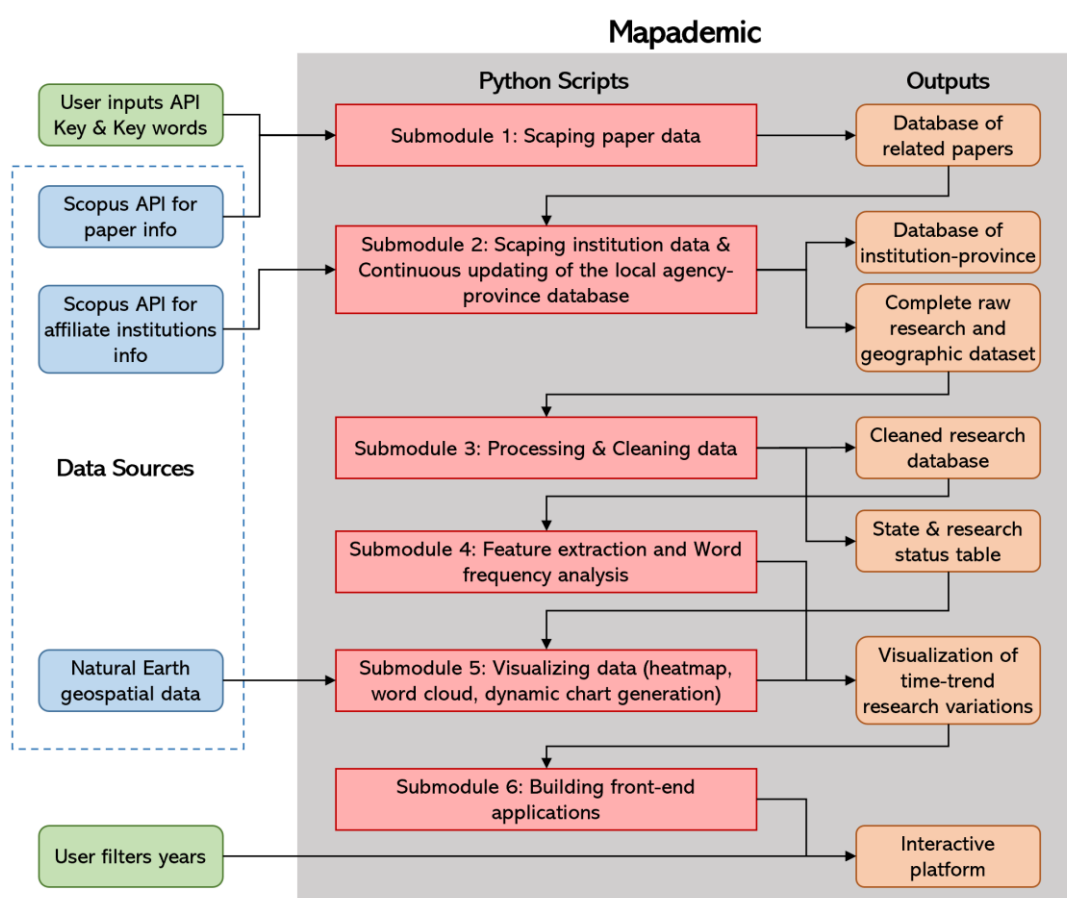 Mapademic
Python Scripts
Outputs
User inputs API
Key & Key words
Submodule 1: Scaping paper data
Database of
related papers
Scopus API for
paper info
Submodule 2: Scaping institution data &
Continuous updating of the local agency-
province database
Database of
institution-province
Scopus API for
affiliate institutions
info
Complete raw
research and
geographic dataset
Data Sources
Submodule 3: Processing & Cleaning data
Cleaned research
database
Submodule 4: Feature extraction and Word
frequency analysis
State & research
status table
Natural Earth
geospatial data
Submodule 5: Visualizing data (heatmap,
word cloud, dynamic chart generation)
Visualization of
time-trend
research variations
Submodule 6: Building front-end
applications
User filters years
Interactive
platform